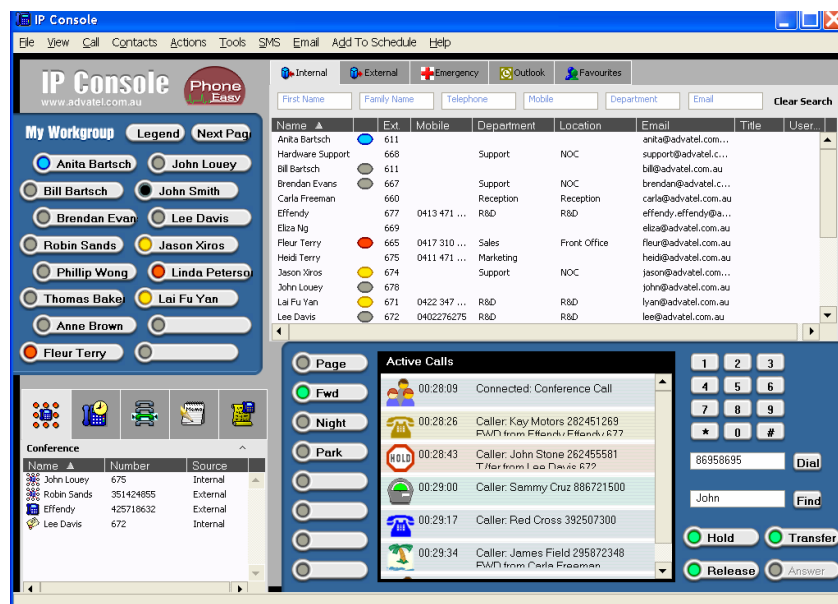 IP Console
File View Call Contacts Actions Tools SMS Email Add To Schedule Help
IP Console
www.advatel.com.au
Phone
Easy
Internal External Emergency Outlook Favourites
First Name Family Name Telephone Mobile Department Email Clear Search
My Workgroup Legend Next Pag
Anita Bartsch John Louey
Bill Bartsch John Smith
Brendan Evan Lee Davis
Robin Sands Jason Xiros
Phillip Wong Linda Peterso
Thomas Bake Lai Fu Yan
Anne Brown
Fleur Terry
Name Ext. Mobile Department Location Email Title User...
Anita Bartsch 611 anita@advatel.com...
Hardware Support 668 Support NOC support@advatel.c...
Bill Bartsch 611 bill@advatel.com.au
Brendan Evans 667 Support NOC brendan@advatel.c...
Carla Freeman 660 Reception Reception carla@advatel.com.au
Effendy 677 0413 471 ... R&D R&D effendy.effendy@a...
Eliza Ng 669 eliza@advatel.com.au
Fleur Terry 665 0417 310 ... Sales Front Office fleur@advatel.com.au
Heidi Terry 675 0411 471 ... Marketing heidi@advatel.com.au
Jason Xiros 674 Support NOC jason@advatel.com...
John Louey 678 john@advatel.com.au
Lai Fu Yan 671 0422 347 ... R&D R&D lyan@advatel.com.au
Lee Davis 672 0402276275 R&D R&D lee@advatel.com.au
Memo
Conference
Name Number Source
John Louey 675 Internal
Robin Sands 351424855 External
Effendy 425718632 External
Lee Davis 672 Internal
Page
Fwd
Night
Park
Active Calls
00:28:09 Connected: Conference Call
00:28:26 Caller: Kay Motors 282451269
FWD from Effendy Effendy 677
HOLD 00:28:43 Caller: John Stone 262455581
T/fer from Lee Davis 672
00:29:00 Caller: Sammy Cruz 886721500
00:29:17 Caller: Red Cross 392507300
00:29:34 Caller: James Field 295872348
FWD from Carla Freeman
1 2 3
4 5 6
7 8 9
* 0 #
86958695 Dial
John Find
Hold Transfer
Release Answer